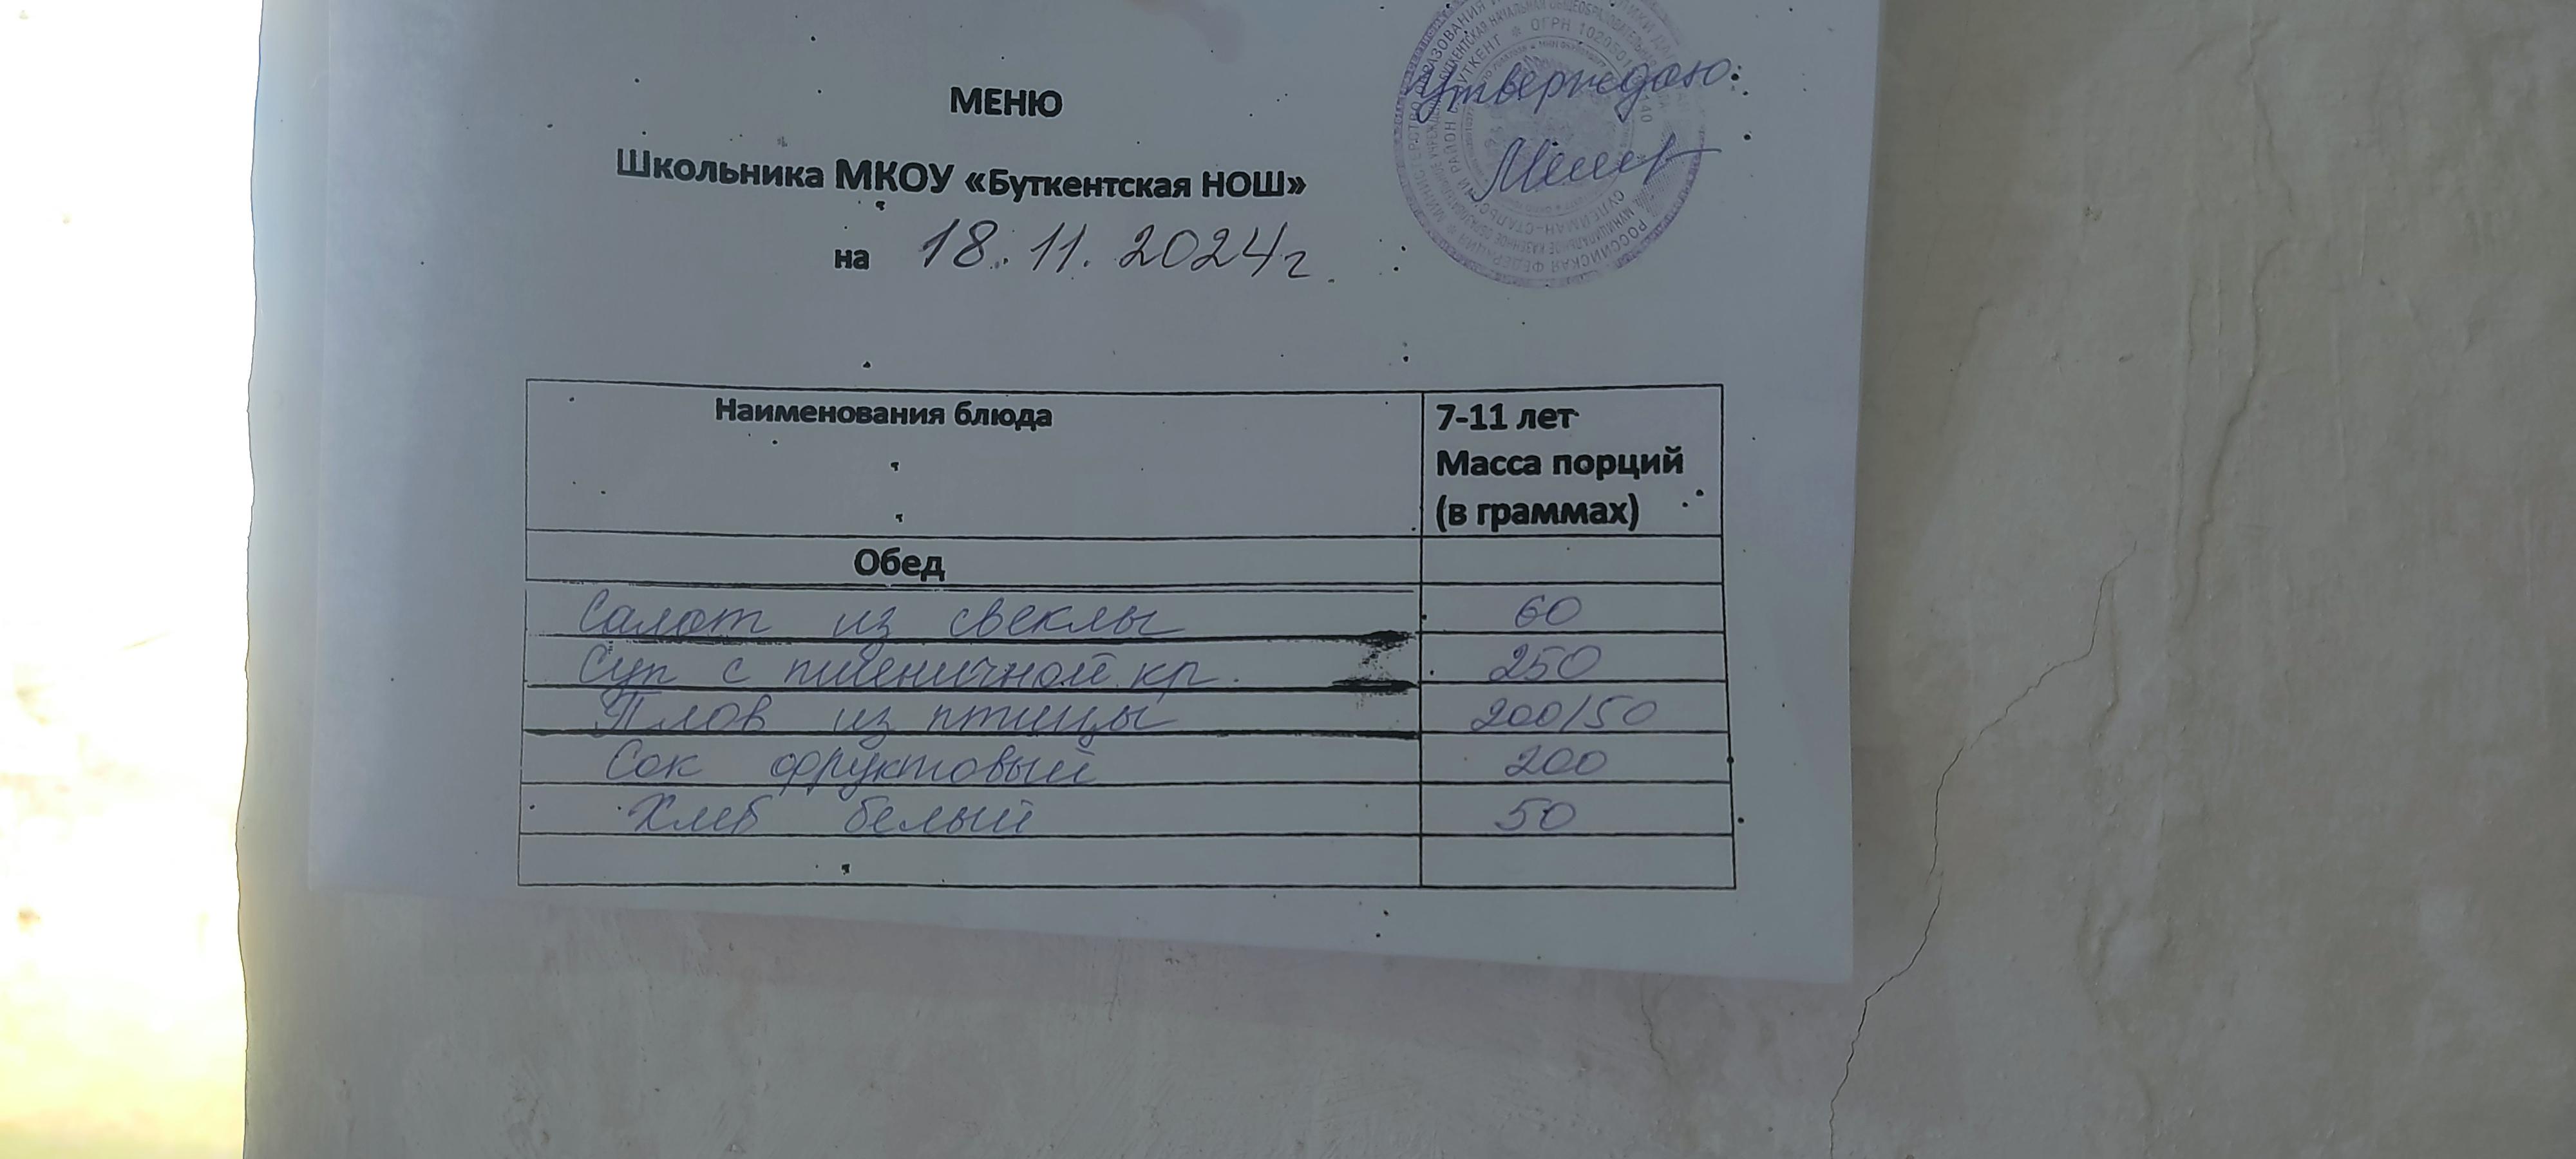 Утверждаю:
МЕНЮ
Школьника МКОУ «Буткентская НОШ»
на 18.11.2024г.
Наименования блюда
7-11 лет
Масса порций
(в граммах)
Обед
Салат из свеклы 60
Суп с пшеничной кр. 250
Плов из птицы 200/50
Сок фруктовый 200
Хлеб белый 50